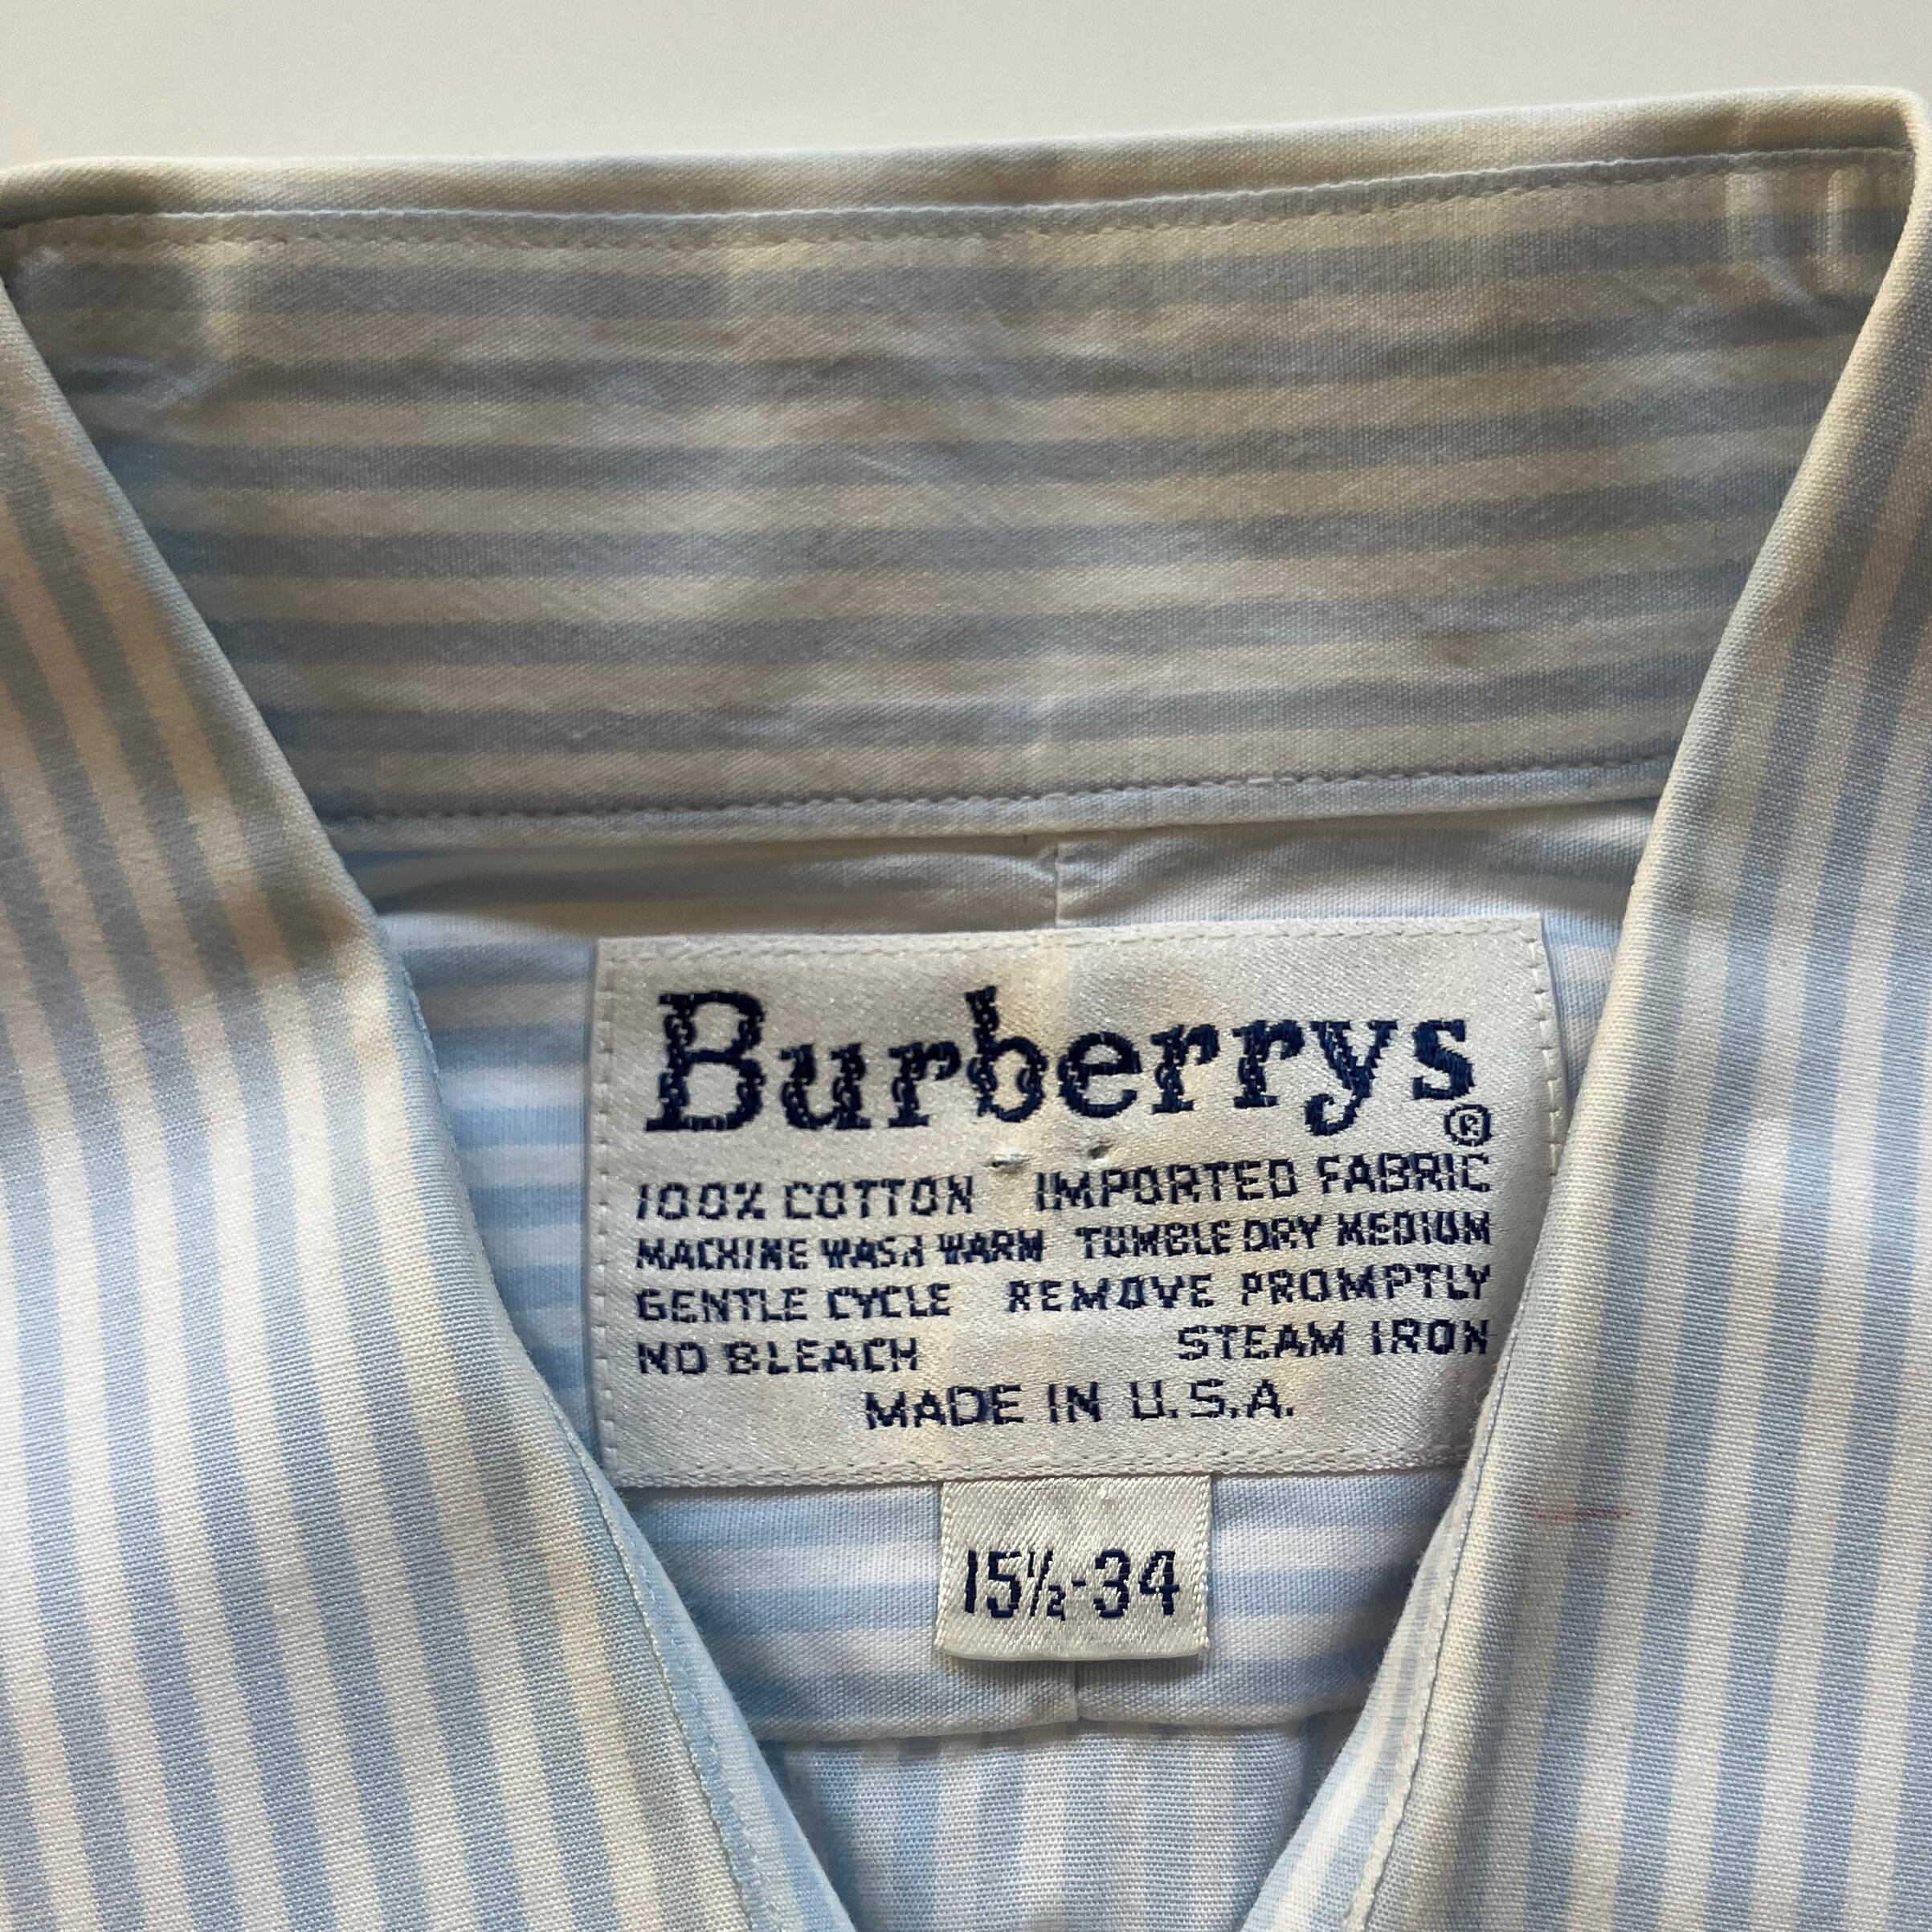 Burberrys®
100% COTTON IMPORTED FABRIC
MACHINE WASH WARM TUMBLE DRY MEDIUM
GENTLE CYCLE REMOVE PROMPTLY
NO BLEACH STEAM IRON
MADE IN U.S.A.
15½-34